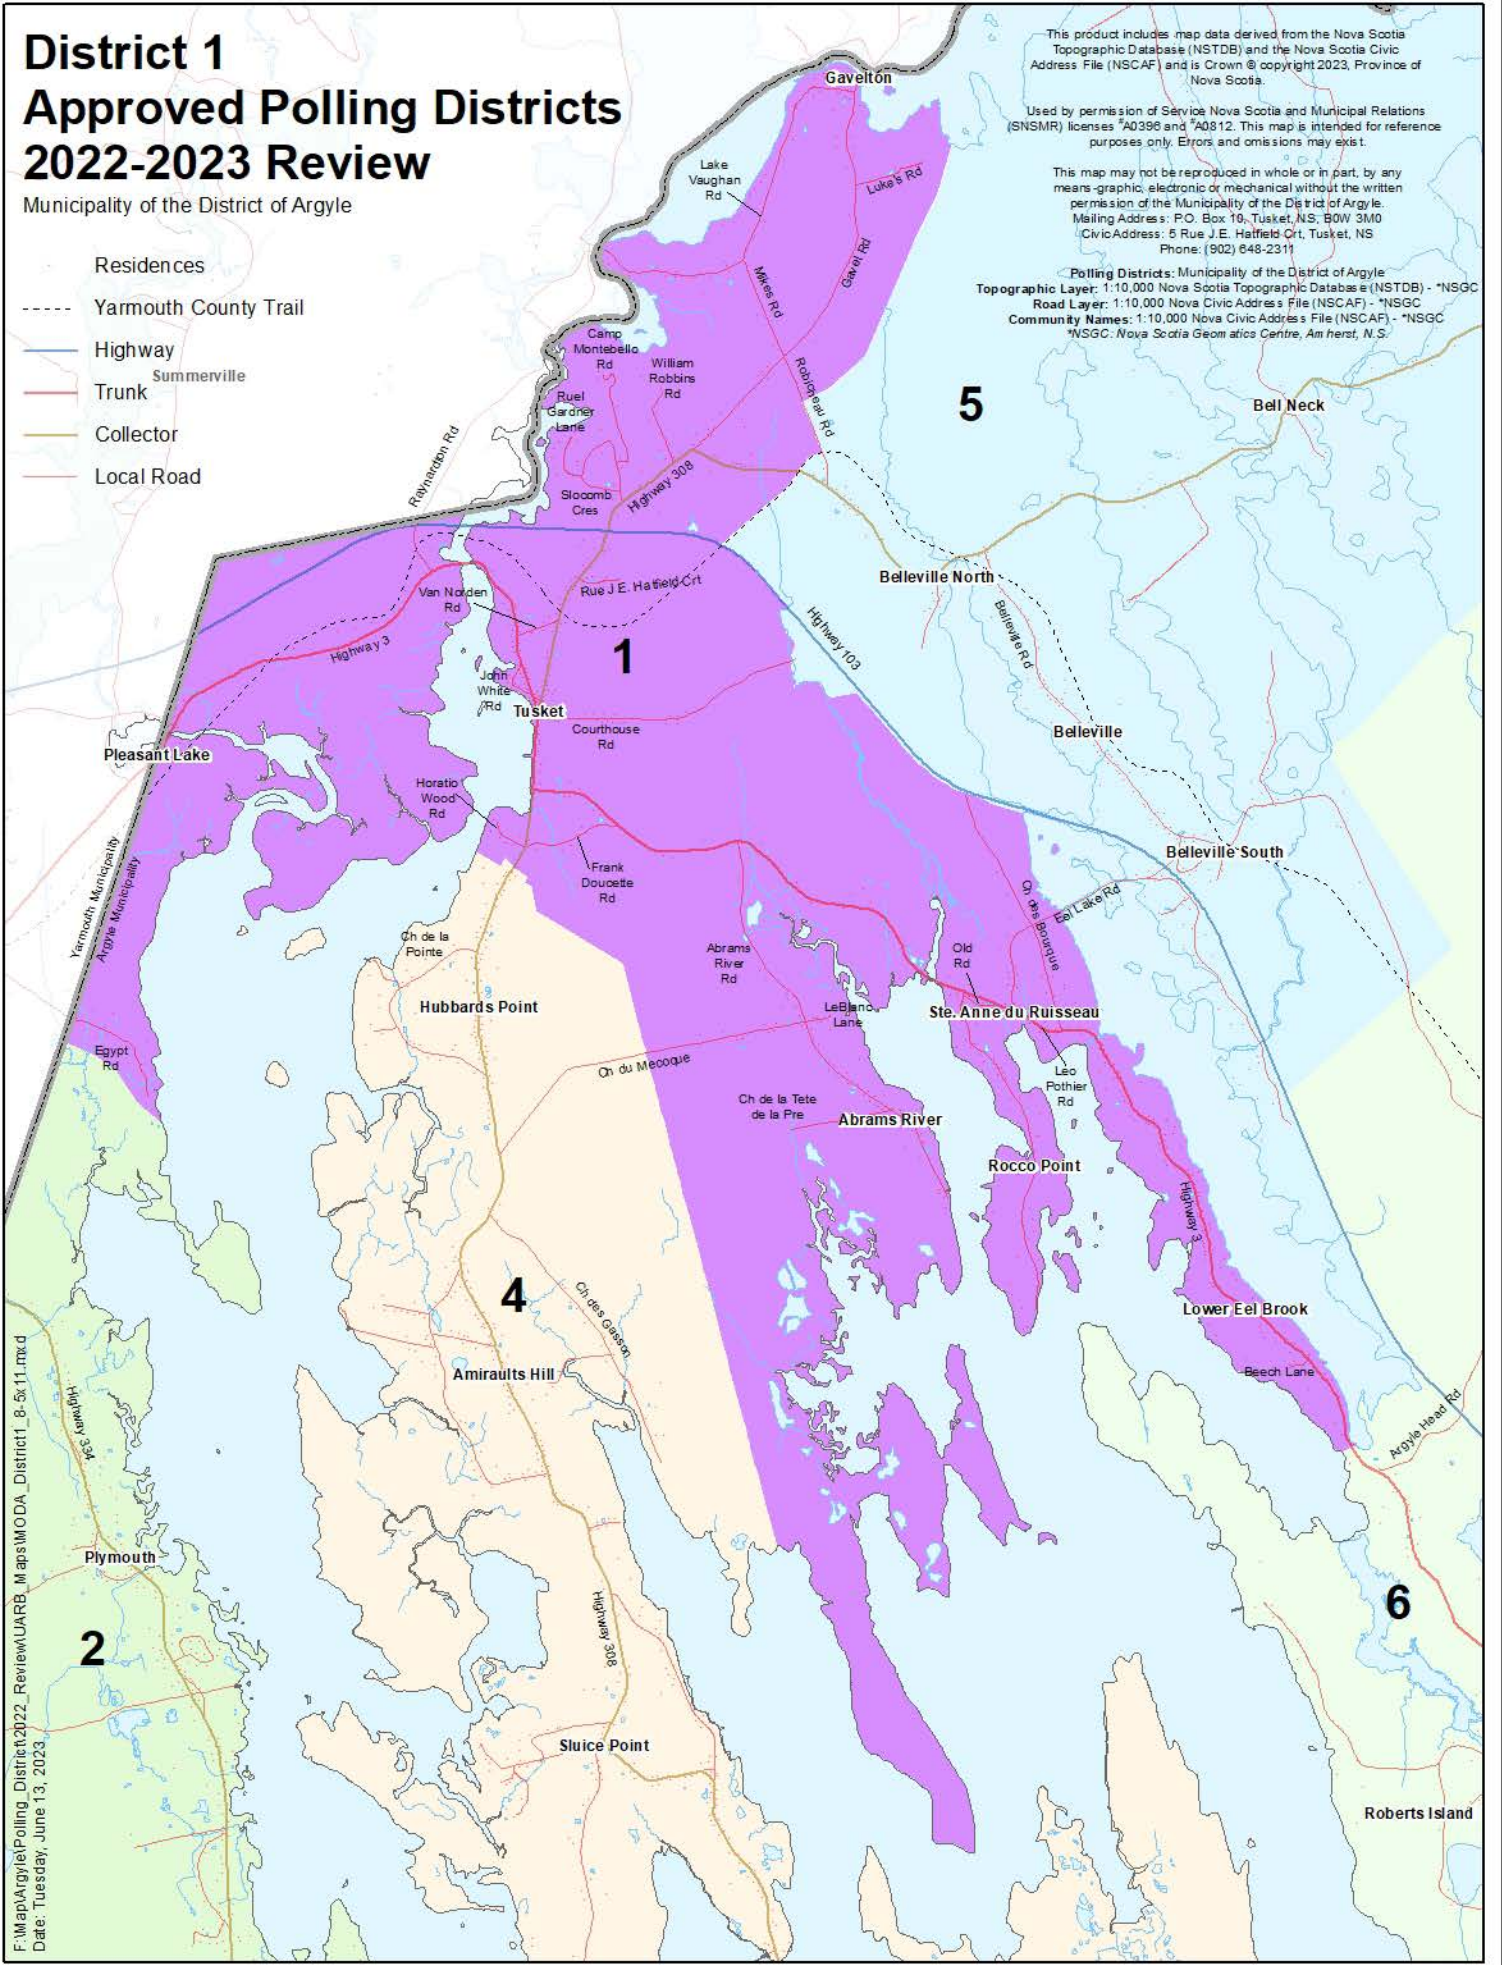 District 1
Approved Polling Districts
2022-2023 Review
Municipality of the District of Argyle
Residences
Yarmouth County Trail
Highway
Summerville
Trunk
Collector
Local Road
This product includes map data derived from the Nova Scotia
Topographic Database (NSTDB) and the Nova Scotia Civic
Address File (NSCAF) and is Crown © copyright 2023, Province of
Nova Scotia.
Used by permission of Service Nova Scotia and Municipal Relations
(SNSMR) licenses #A0396 and #A0812. This map is intended for reference
purposes only. Errors and omissions may exist.
This map may not be reproduced in whole or in part, by any
means-graphic, electronic or mechanical without the written
permission of the Municipality of the District of Argyle.
Mailing Address: P.O. Box 10, Tusket, NS, B0W 3M0
Civic Address: 5 Rue J.E. Hatfield Crt, Tusket, NS
Phone: (902) 648-2311
Polling Districts: Municipality of the District of Argyle
Topographic Layer: 1:10,000 Nova Scotia Topographic Database (NSTDB) - *NSGC
Road Layer: 1:10,000 Nova Civic Address File (NSCAF) - *NSGC
Community Names: 1:10,000 Nova Civic Address File (NSCAF) - *NSGC
*NSGC: Nova Scotia Geomatics Centre, Amherst, N.S.
Gavelton
Lake
Vaughan
Rd
Luke's Rd
Mikes Rd
Gavel Rd
Camp
Montebello
Rd
William
Robbins
Rd
Robicheau Rd
Ruel
Gardner
Lane
5
Bell Neck
Raynardton Rd
Slocomb
Cres
Highway 308
Belleville North
Rue J.E. Hatfield Crt
Van Norden
Rd
Highway 3
Highway 103
Belleville Rd
1
John
White
Rd
Tusket
Courthouse
Rd
Belleville
Pleasant Lake
Horatio
Wood
Rd
Belleville South
Yarmouth Municipality
Argyle Municipality
Frank
Doucette
Rd
Ch des Bourque
Eel Lake Rd
Ch de la
Pointe
Abrams
River
Rd
Old
Rd
Hubbards Point
LeBlanc
Lane
Ste. Anne du Ruisseau
Egypt
Rd
Ch du Mecoque
Leo
Pothier
Rd
Ch de la Tete
de la Pre
Abrams River
Rocco Point
Highway 3
4
Ch des Gasson
Lower Eel Brook
Amiraults Hill
Beech Lane
Argyle Head Rd
Highway 334
Plymouth
2
Highway 308
6
Sluice Point
Roberts Island
F:\Map\Argyle\Polling_District\2022_Review\UARB_Maps\MODA_District1_8-5x11.mxd
Date: Tuesday, June 13, 2023